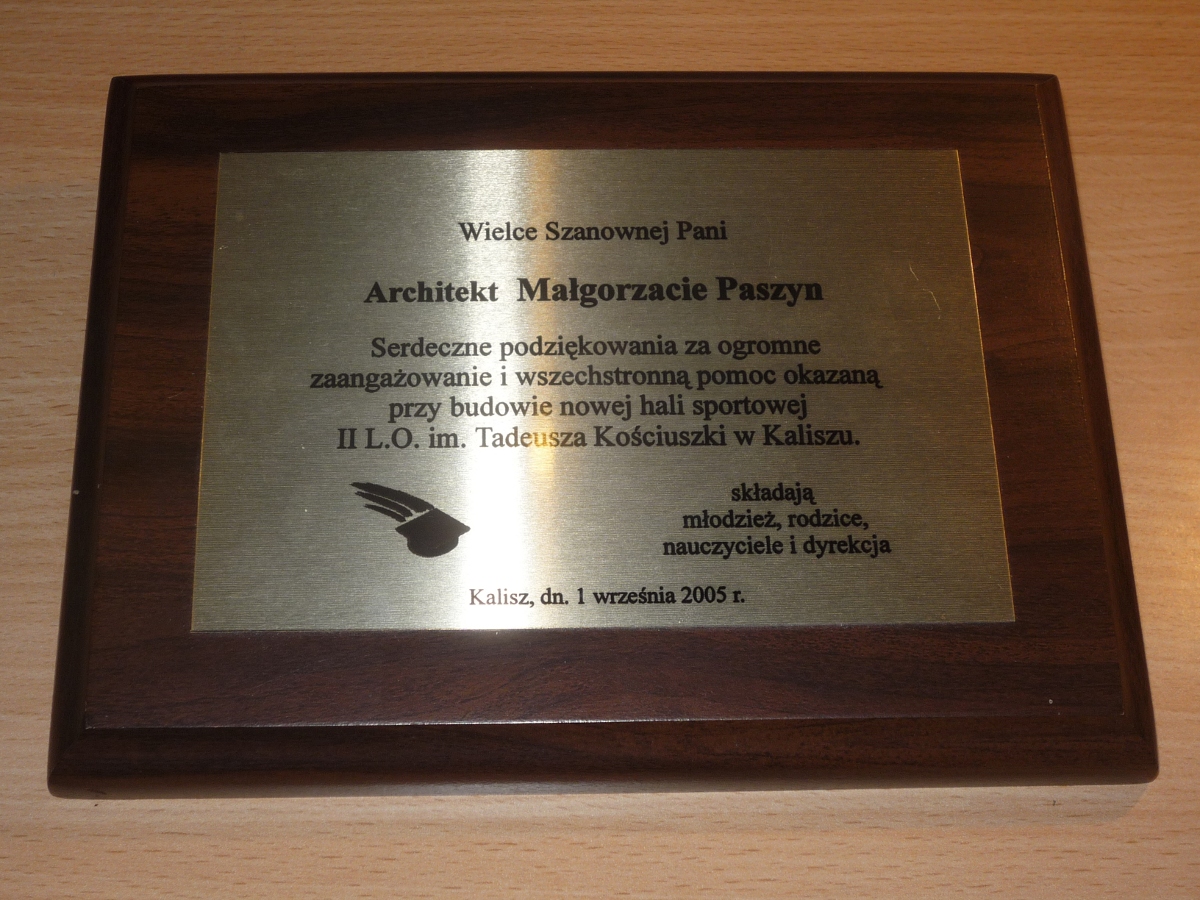 Wielce Szanownej Pani
Architekt Małgorzacie Paszyn
Serdeczne podziękowania za ogromne
zaangażowanie i wszechstronną pomoc okazaną
przy budowie nowej hali sportowej
II L.O. im. Tadeusza Kościuszki w Kaliszu.
składają
młodzież, rodzice,
nauczyciele i dyrekcja
Kalisz, dn. 1 września 2005 r.